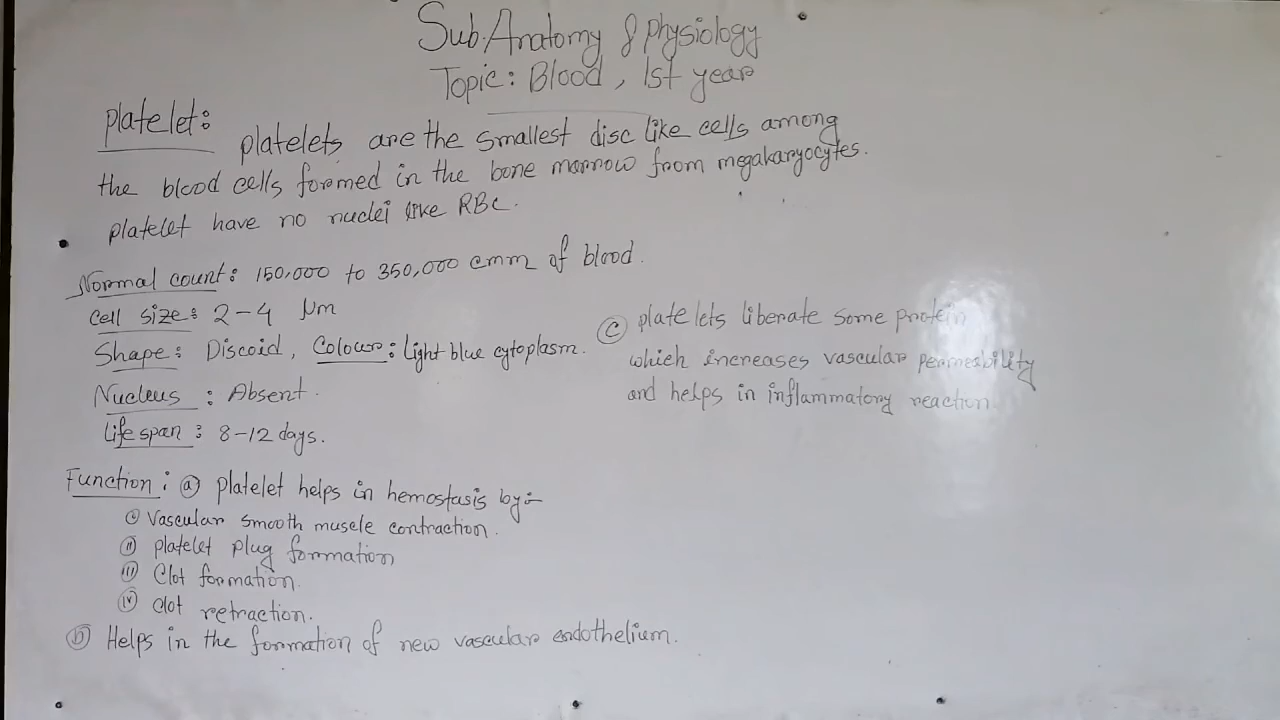 Sub: Anatomy & physiology
Topic: Blood, 1st year
Platelet:
platelets are the smallest disc like cells among
the blood cells formed in the bone marrow from megakaryocytes.
platelet have no nuclei like RBC.
Normal count: 150,000 to 350,000 cmm of blood.
Cell size: 2-4 μm
Shape: Discoid, Colour: light blue cytoplasm.
Nucleus : Absent.
Life span : 8-12 days.
Function: (a) platelet helps in hemostasis by:-
(i) Vascular smooth muscle contraction.
(ii) platelet plug formation
(iii) Clot formation.
(iv) Clot retraction.
(b) Helps in the formation of new vascular endothelium.
(c) platelets liberate some protein
which increases vascular permeability
and helps in inflammatory reaction.